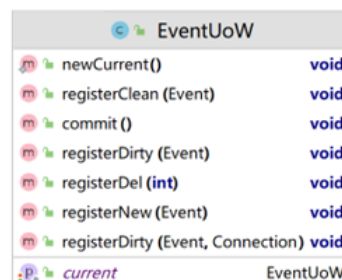 C EventUoW
m newCurrent() void
m registerClean (Event) void
m commit () void
m registerDirty (Event) void
m registerDel (int) void
m registerNew (Event) void
m registerDirty (Event, Connection) void
P current EventUoW